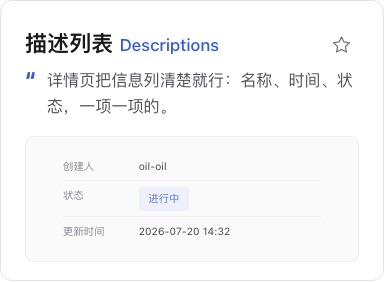 描述列表 Descriptions
“ 详情页把信息列清楚就行：名称、时间、状
态，一项一项的。
创建人 oil-oil
状态 进行中
更新时间 2026-07-20 14:32